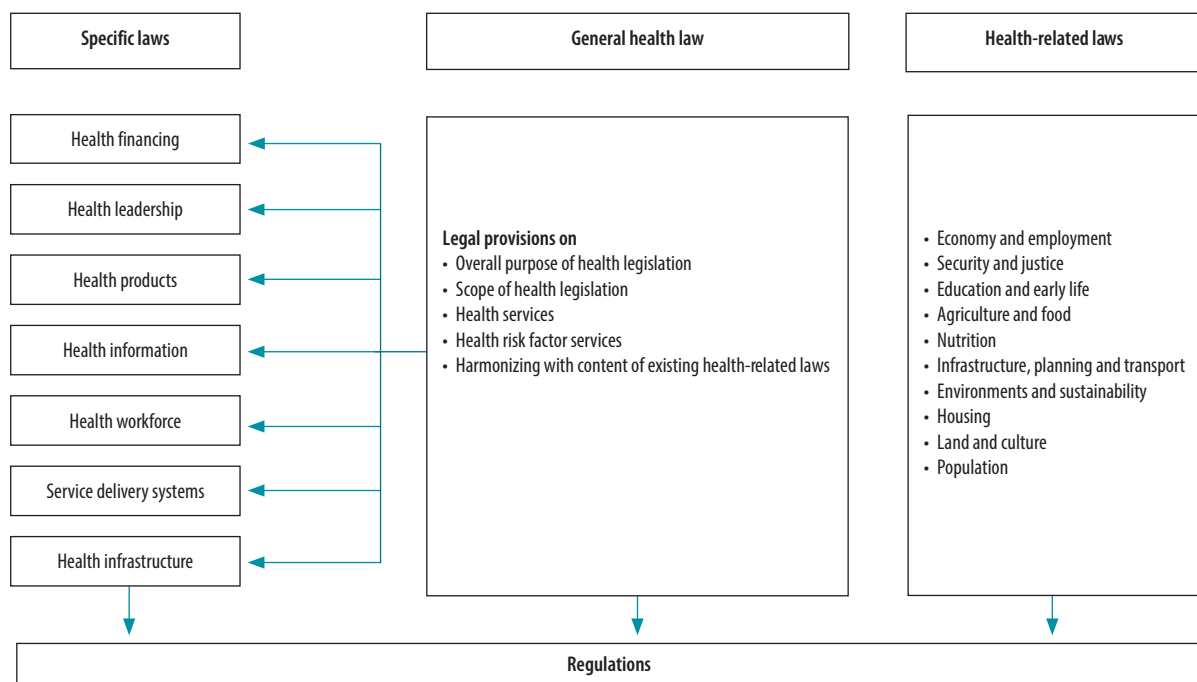 Specific laws
General health law
Health-related laws
Health financing
Health leadership
Health products
Health information
Health workforce
Service delivery systems
Health infrastructure
Legal provisions on
• Overall purpose of health legislation
• Scope of health legislation
• Health services
• Health risk factor services
• Harmonizing with content of existing health-related laws
• Economy and employment
• Security and justice
• Education and early life
• Agriculture and food
• Nutrition
• Infrastructure, planning and transport
• Environments and sustainability
• Housing
• Land and culture
• Population
Regulations